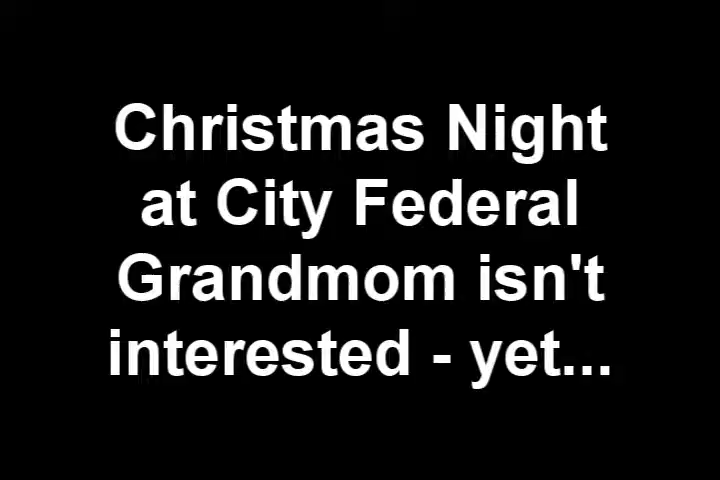 Christmas Night
at City Federal
Grandmom isn't
interested - yet...